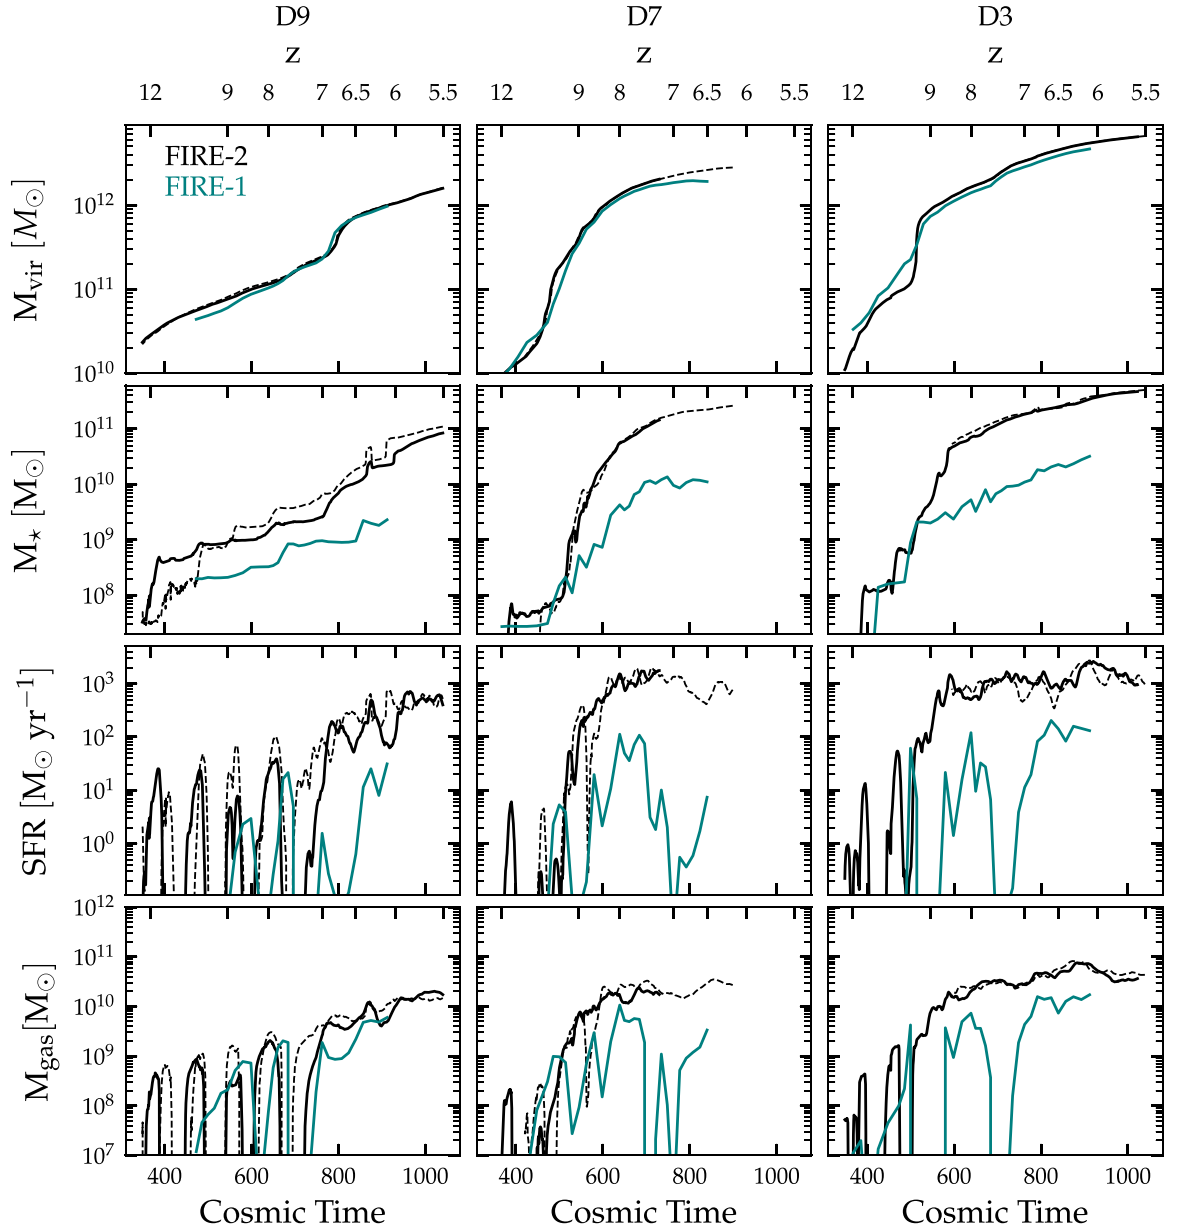 D9 D7 D3
z z z
12 9 8 7 6.5 6 5.5 12 9 8 7 6.5 6 5.5 12 9 8 7 6.5 6 5.5
FIRE-2
FIRE-1
M_vir [M_⊙]
10^12
10^11
10^10
M_⋆ [M_⊙]
10^11
10^10
10^9
10^8
SFR [M_⊙ yr^−1]
10^3
10^2
10^1
10^0
M_gas[M_⊙]
10^12
10^11
10^10
10^9
10^8
10^7
400 600 800 1000 400 600 800 1000 400 600 800 1000
Cosmic Time Cosmic Time Cosmic Time